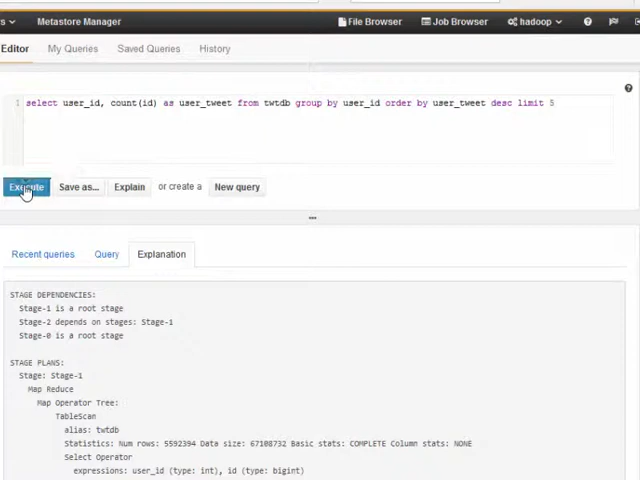 s Metastore Manager File Browser Job Browser hadoop
Editor My Queries Saved Queries History
1 select user_id, count(id) as user_tweet from twtdb group by user_id order by user_tweet desc limit 5
Execute Save as... Explain or create a New query
Recent queries Query Explanation
STAGE DEPENDENCIES:
Stage-1 is a root stage
Stage-2 depends on stages: Stage-1
Stage-0 is a root stage
STAGE PLANS:
Stage: Stage-1
Map Reduce
Map Operator Tree:
TableScan
alias: twtdb
Statistics: Num rows: 5592394 Data size: 67108732 Basic stats: COMPLETE Column stats: NONE
Select Operator
expressions: user_id (type: int), id (type: bigint)